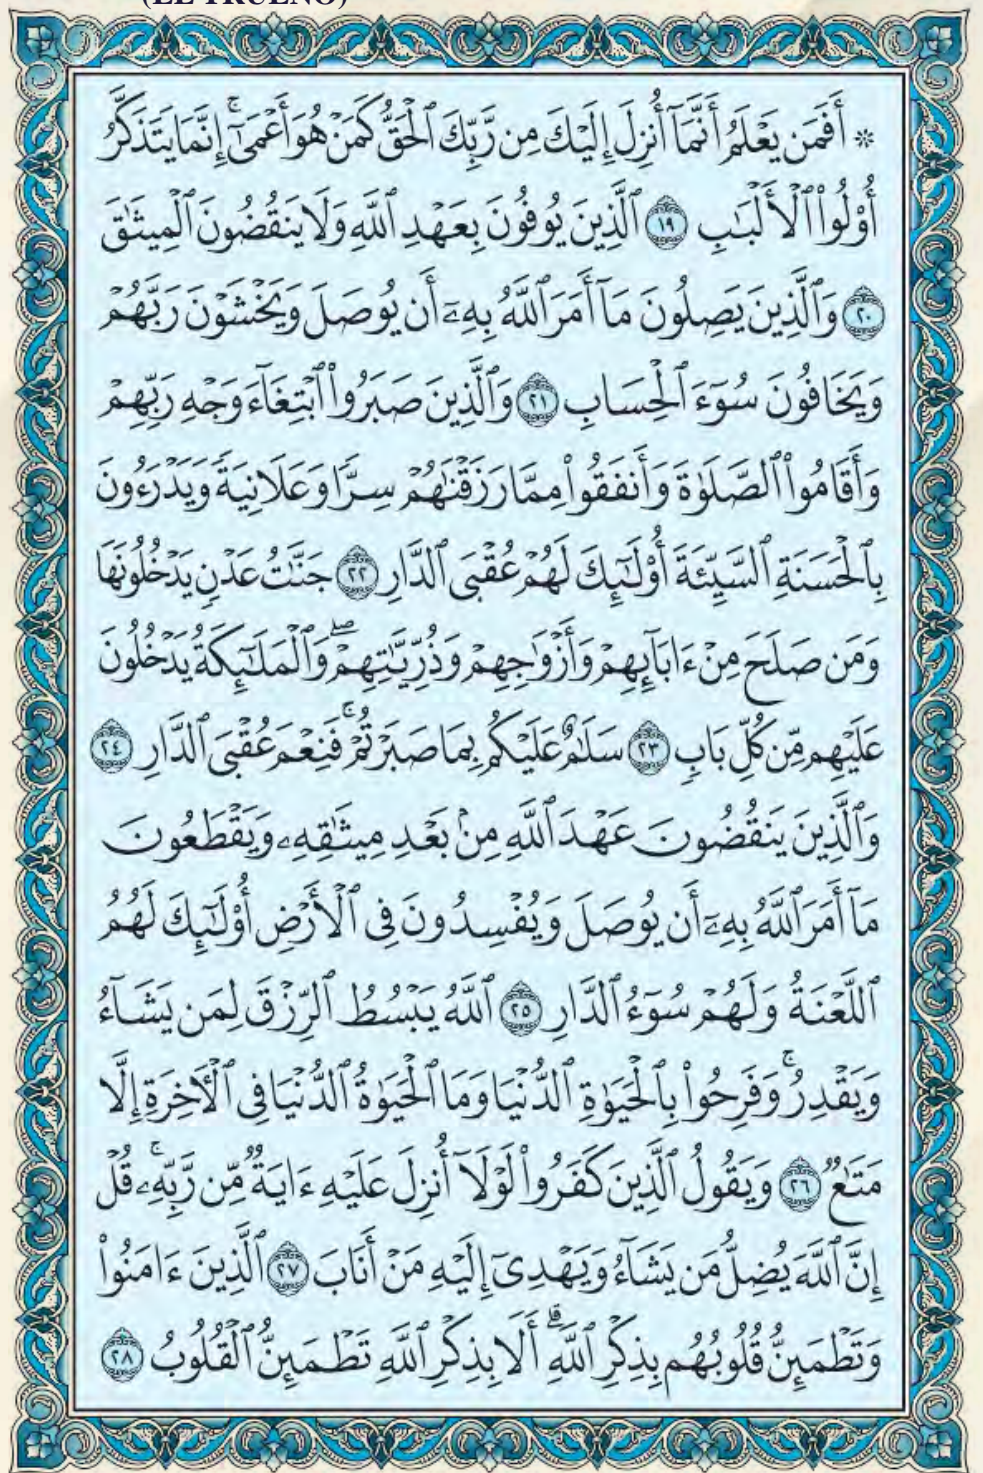 (EL TRUENO)
۞ أَفَمَن يَعْلَمُ أَنَّمَآ أُنزِلَ إِلَيْكَ مِن رَّبِّكَ ٱلْحَقُّ كَمَنْ هُوَ أَعْمَىٰٓ ۚ إِنَّمَا يَتَذَكَّرُ
أُو۟لُوا۟ ٱلْأَلْبَـٰبِ ١٩ ٱلَّذِينَ يُوفُونَ بِعَهْدِ ٱللَّهِ وَلَا يَنقُضُونَ ٱلْمِيثَـٰقَ
٢٠ وَٱلَّذِينَ يَصِلُونَ مَآ أَمَرَ ٱللَّهُ بِهِۦٓ أَن يُوصَلَ وَيَخْشَوْنَ رَبَّهُمْ
وَيَخَافُونَ سُوٓءَ ٱلْحِسَابِ ٢١ وَٱلَّذِينَ صَبَرُوا۟ ٱبْتِغَآءَ وَجْهِ رَبِّهِمْ
وَأَقَامُوا۟ ٱلصَّلَوٰةَ وَأَنفَقُوا۟ مِمَّا رَزَقْنَـٰهُمْ سِرًّا وَعَلَانِيَةً وَيَدْرَءُونَ
بِٱلْحَسَنَةِ ٱلسَّيِّئَةَ أُو۟لَـٰٓئِكَ لَهُمْ عُقْبَى ٱلدَّارِ ٢٢ جَنَّـٰتُ عَدْنٍ يَدْخُلُونَهَا
وَمَن صَلَحَ مِنْ ءَابَآئِهِمْ وَأَزْوَٰجِهِمْ وَذُرِّيَّـٰتِهِمْ ۖ وَٱلْمَلَـٰٓئِكَةُ يَدْخُلُونَ
عَلَيْهِم مِّن كُلِّ بَابٍ ٢٣ سَلَـٰمٌ عَلَيْكُم بِمَا صَبَرْتُمْ ۚ فَنِعْمَ عُقْبَى ٱلدَّارِ ٢٤
وَٱلَّذِينَ يَنقُضُونَ عَهْدَ ٱللَّهِ مِنۢ بَعْدِ مِيثَـٰقِهِۦ وَيَقْطَعُونَ
مَآ أَمَرَ ٱللَّهُ بِهِۦٓ أَن يُوصَلَ وَيُفْسِدُونَ فِى ٱلْأَرْضِ أُو۟لَـٰٓئِكَ لَهُمُ
ٱللَّعْنَةُ وَلَهُمْ سُوٓءُ ٱلدَّارِ ٢٥ ٱللَّهُ يَبْسُطُ ٱلرِّزْقَ لِمَن يَشَآءُ
وَيَقْدِرُ ۚ وَفَرِحُوا۟ بِٱلْحَيَوٰةِ ٱلدُّنْيَا وَمَا ٱلْحَيَوٰةُ ٱلدُّنْيَا فِى ٱلْـَٔاخِرَةِ إِلَّا
مَتَـٰعٌ ٢٦ وَيَقُولُ ٱلَّذِينَ كَفَرُوا۟ لَوْلَآ أُنزِلَ عَلَيْهِ ءَايَةٌ مِّن رَّبِّهِۦ ۗ قُلْ
إِنَّ ٱللَّهَ يُضِلُّ مَن يَشَآءُ وَيَهْدِىٓ إِلَيْهِ مَنْ أَنَابَ ٢٧ ٱلَّذِينَ ءَامَنُوا۟
وَتَطْمَئِنُّ قُلُوبُهُم بِذِكْرِ ٱللَّهِ ۗ أَلَا بِذِكْرِ ٱللَّهِ تَطْمَئِنُّ ٱلْقُلُوبُ ٢٨